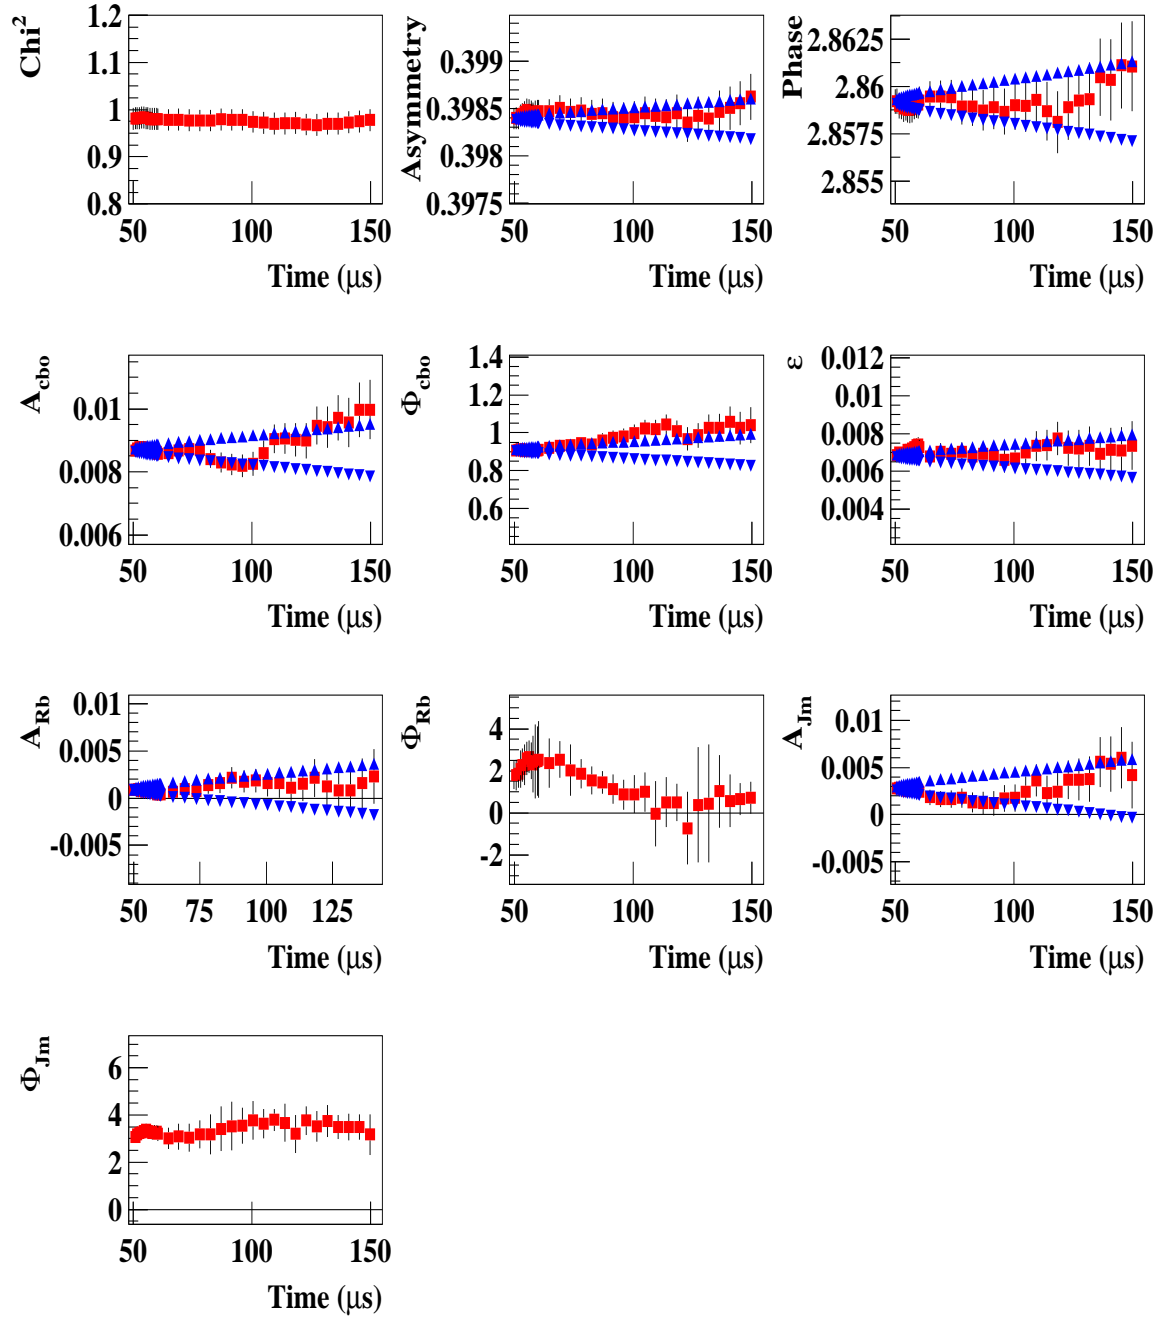 Chi²
1.2
1.1
1
0.9
0.8
50 100 150
Time (μs)
Asymmetry
0.399
0.3985
0.398
0.3975
50 100 150
Time (μs)
Phase
2.8625
2.86
2.8575
2.855
50 100 150
Time (μs)
A_cbo
0.01
0.008
0.006
50 100 150
Time (μs)
Φ_cbo
1.4
1.2
1
0.8
0.6
50 100 150
Time (μs)
ε
0.012
0.01
0.008
0.006
0.004
50 100 150
Time (μs)
A_Rb
0.01
0.005
0
-0.005
50 75 100 125
Time (μs)
Φ_Rb
4
2
0
-2
50 100 150
Time (μs)
A_Jm
0.01
0.005
0
-0.005
50 100 150
Time (μs)
Φ_Jm
6
4
2
0
50 100 150
Time (μs)